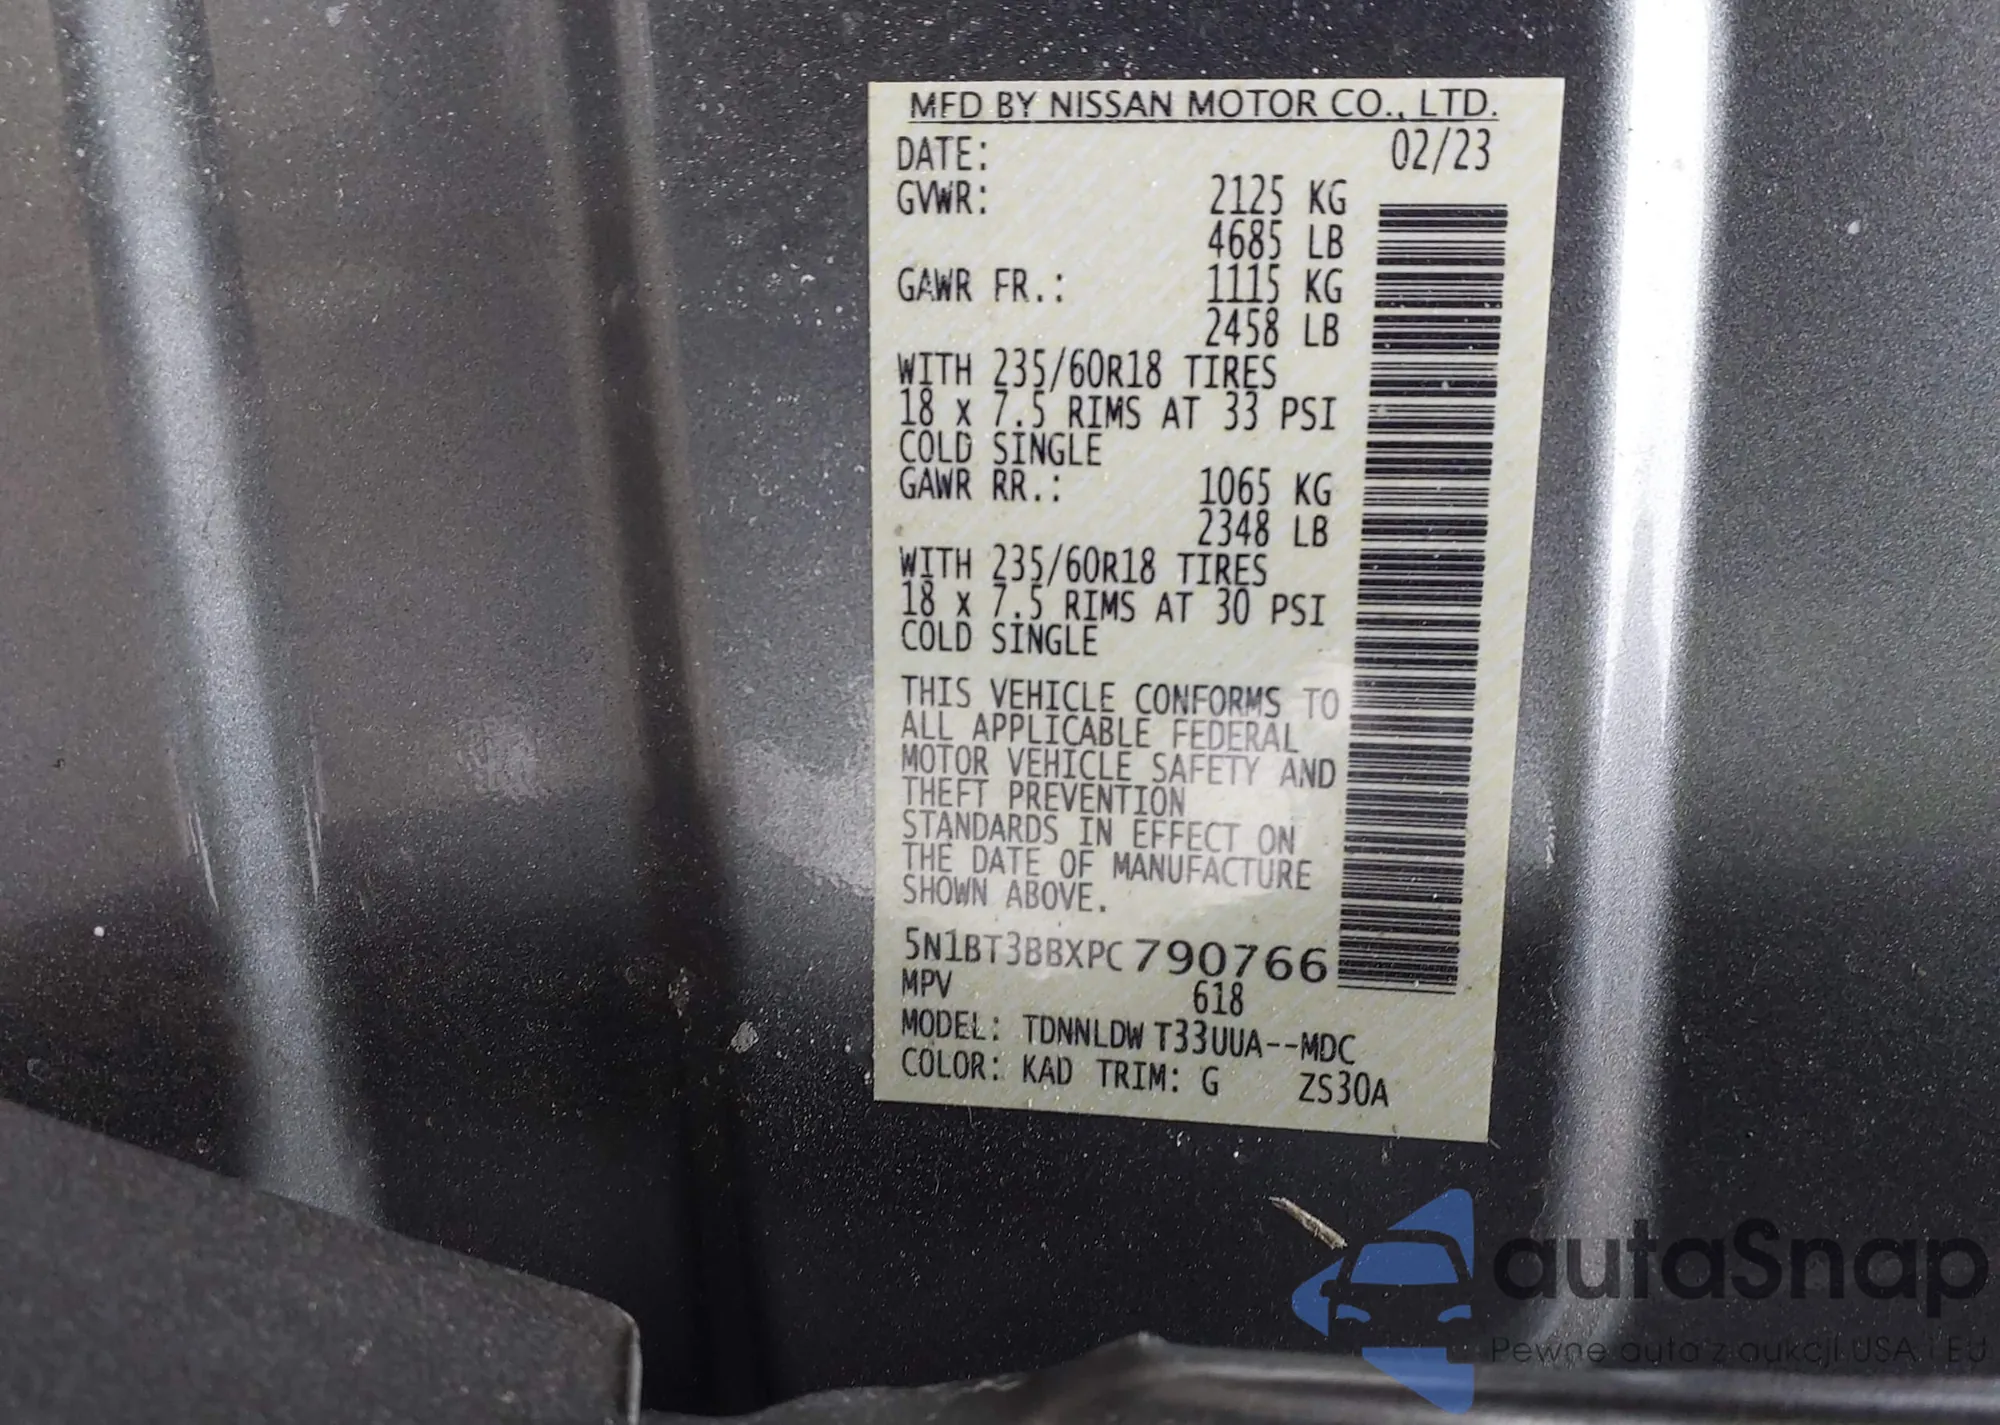 MFD BY NISSAN MOTOR CO., LTD.
DATE: 02/23
GVWR: 2125 KG
4685 LB
GAWR FR.: 1115 KG
2458 LB
WITH 235/60R18 TIRES
18 x 7.5 RIMS AT 33 PSI
COLD SINGLE
GAWR RR.: 1065 KG
2348 LB
WITH 235/60R18 TIRES
18 x 7.5 RIMS AT 30 PSI
COLD SINGLE
THIS VEHICLE CONFORMS TO
ALL APPLICABLE FEDERAL
MOTOR VEHICLE SAFETY AND
THEFT PREVENTION
STANDARDS IN EFFECT ON
THE DATE OF MANUFACTURE
SHOWN ABOVE.
5N1BT3BBXPC790766
MPV 618
MODEL: TDNNLDW T33UUA--MDC
COLOR: KAD TRIM: G ZS30A
autaSnap
Pewne auta z aukcji USA i EU